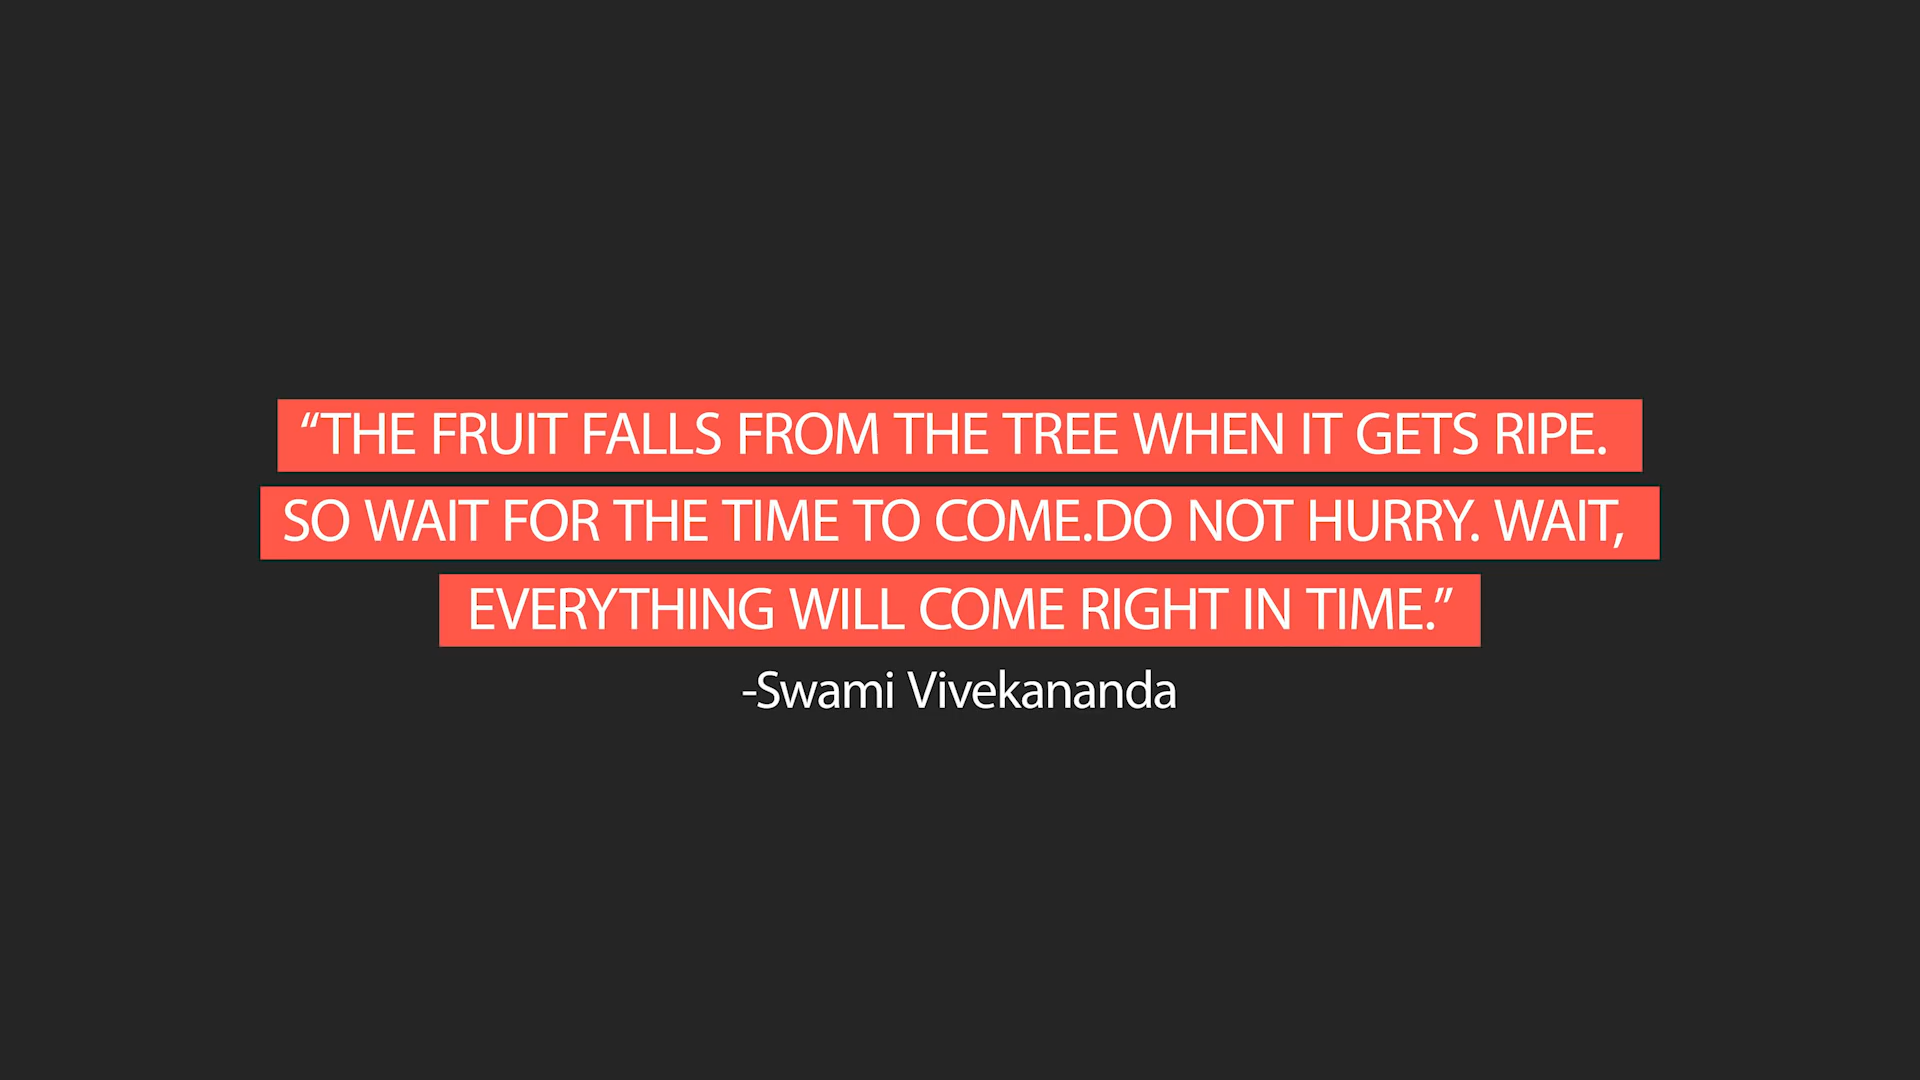 “THE FRUIT FALLS FROM THE TREE WHEN IT GETS RIPE.
SO WAIT FOR THE TIME TO COME.DO NOT HURRY. WAIT,
EVERYTHING WILL COME RIGHT IN TIME.”
-Swami Vivekananda